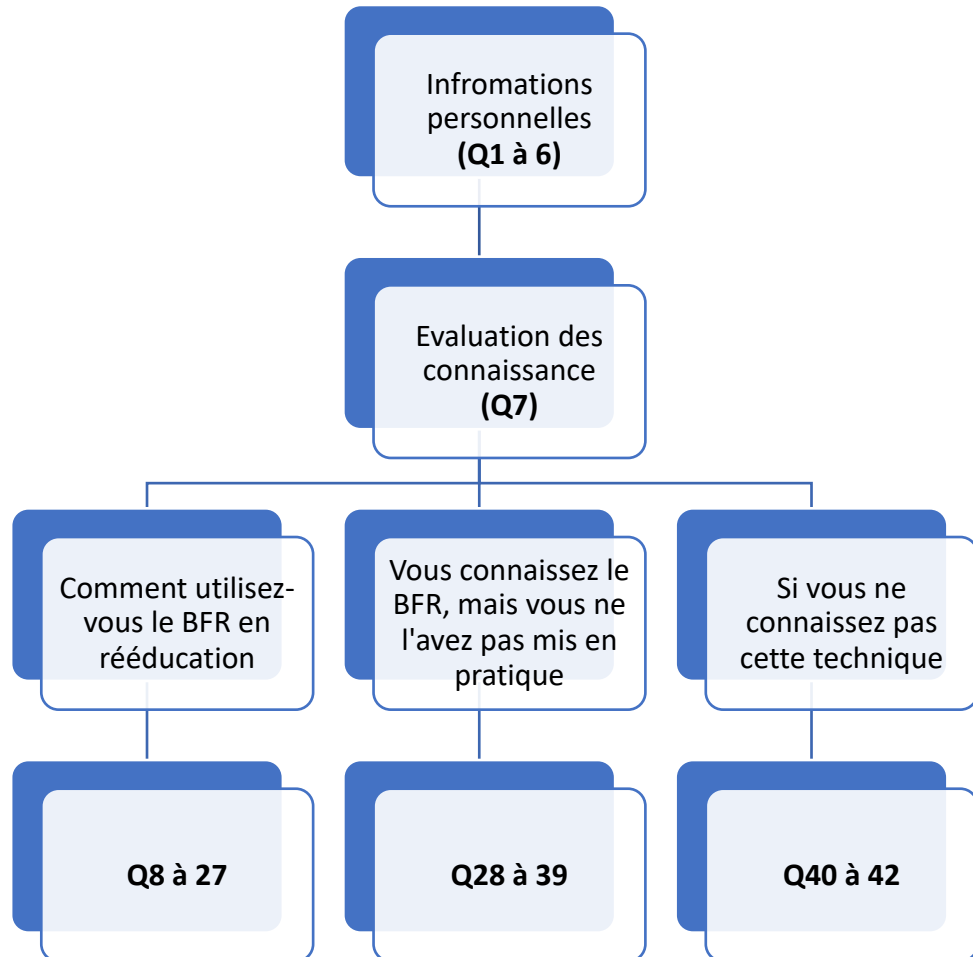 Infromations
personnelles
(Q1 à 6)
Evaluation des
connaissance
(Q7)
Comment utilisez-
vous le BFR en
rééducation
Vous connaissez le
BFR, mais vous ne
l'avez pas mis en
pratique
Si vous ne
connaissez pas
cette technique
Q8 à 27
Q28 à 39
Q40 à 42